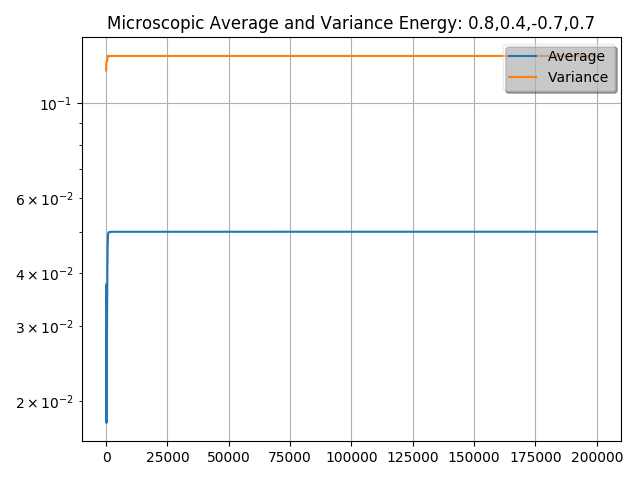 Microscopic Average and Variance Energy: 0.8,0.4,-0.7,0.7
Average
Variance
10⁻¹
6 × 10⁻²
4 × 10⁻²
3 × 10⁻²
2 × 10⁻²
0 25000 50000 75000 100000 125000 150000 175000 200000